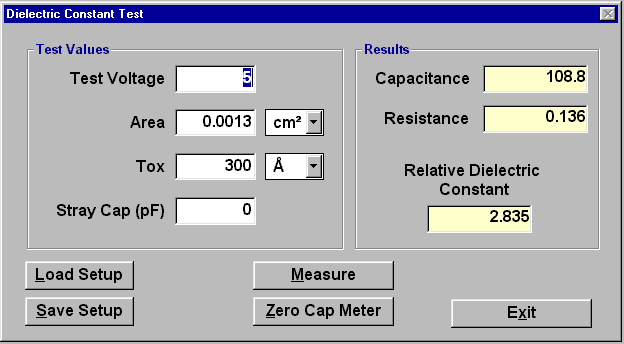 Dielectric Constant Test
Test Values
Test Voltage 5
Area 0.0013 cm²
Tox 300 Å
Stray Cap (pF) 0
Results
Capacitance 108.8
Resistance 0.136
Relative Dielectric
Constant
2.835
Load Setup
Measure
Save Setup
Zero Cap Meter
Exit